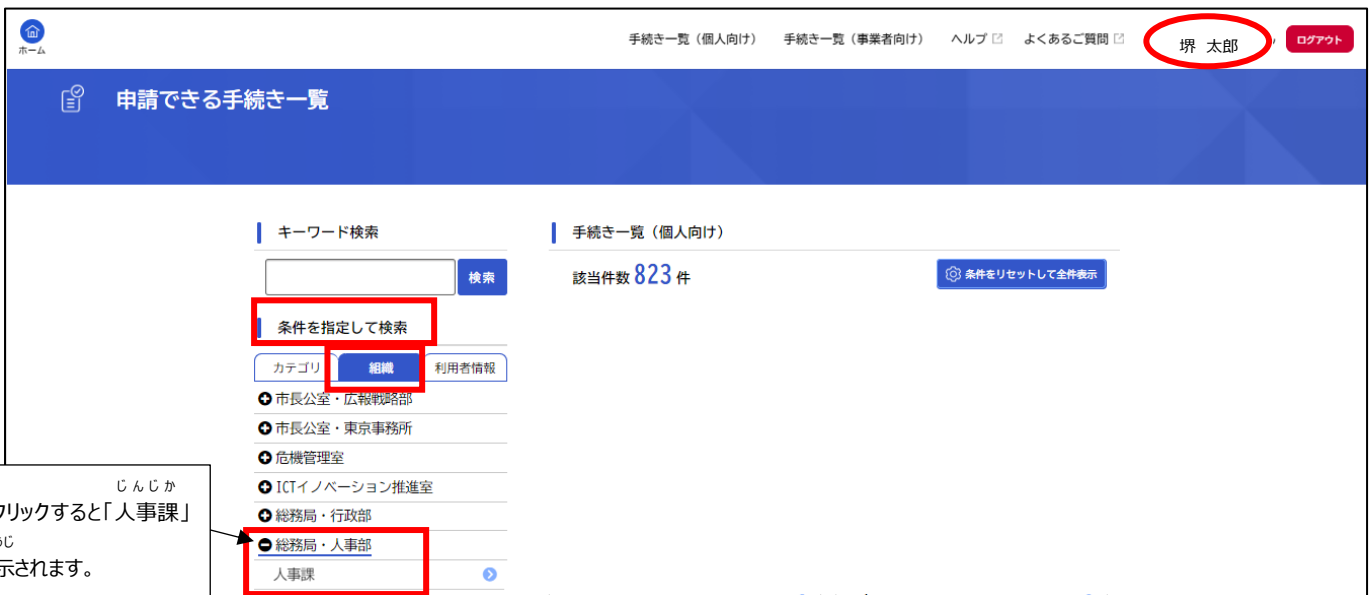 ホーム
手続き一覧（個人向け） 手続き一覧（事業者向け） ヘルプ よくあるご質問 堺 太郎 ログアウト
申請できる手続き一覧
キーワード検索
検索
条件を指定して検索
カテゴリ 組織 利用者情報
市長公室・広報戦略部
市長公室・東京事務所
危機管理室
ICTイノベーション推進室
総務局・行政部
総務局・人事部
人事課
手続き一覧（個人向け）
該当件数 823 件
条件をリセットして全件表示
じんじか
クリックすると「人事課」
示されます。